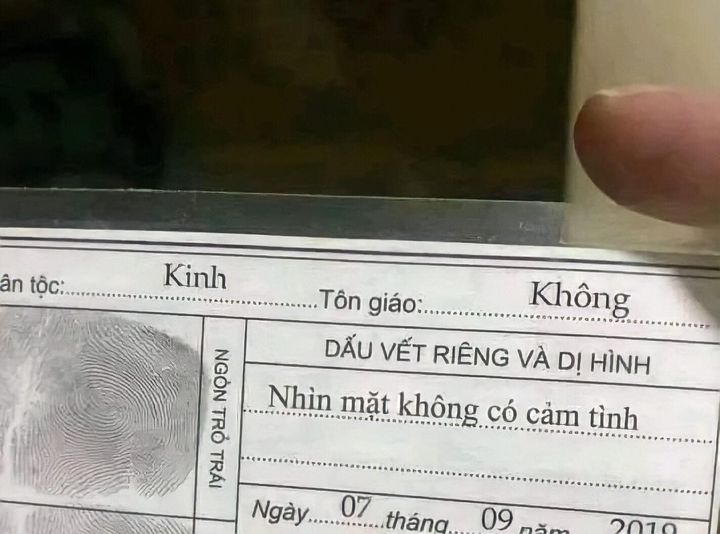 ân tộc: Kinh Tôn giáo: Không
NGÓN TRỎ TRÁI
DẤU VẾT RIÊNG VÀ DỊ HÌNH
Nhìn mặt không có cảm tình
Ngày 07 tháng 09 năm 2019